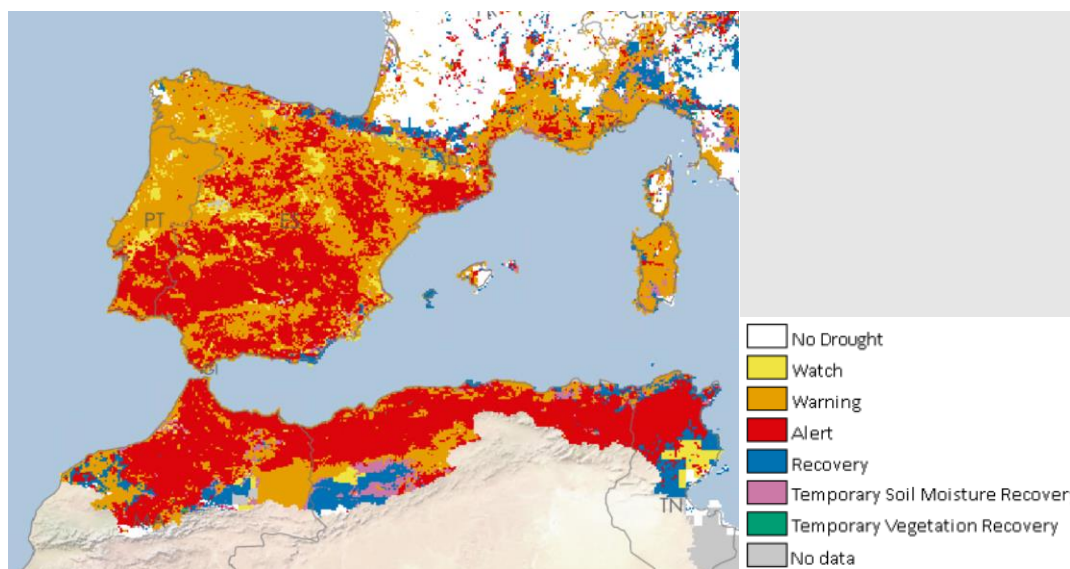 PT
ES
TN
No Drought
Watch
Warning
Alert
Recovery
Temporary Soil Moisture Recover
Temporary Vegetation Recovery
No data